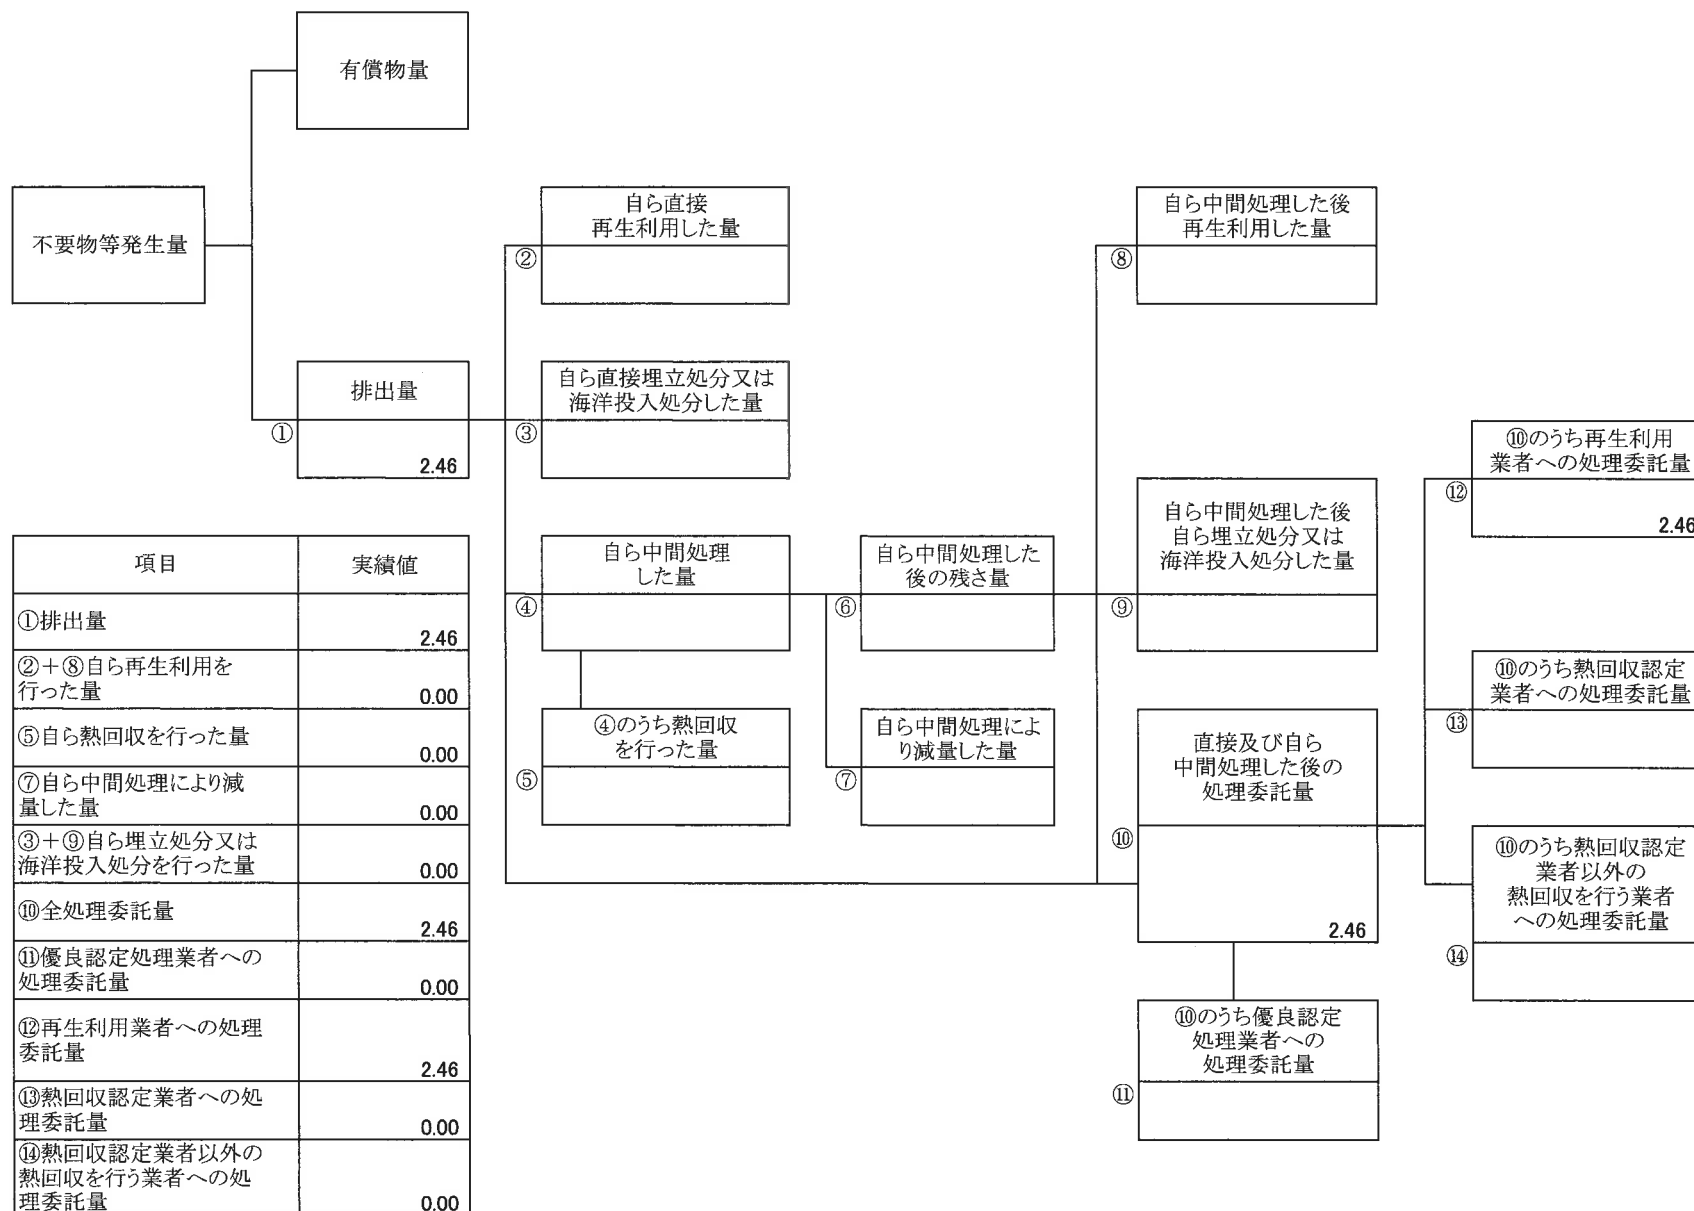 有償物量
不要物等発生量
自ら直接
再生利用した量
②
自ら中間処理した後
再生利用した量
⑧
排出量
①
2.46
自ら直接埋立処分又は
海洋投入処分した量
③
⑩のうち再生利用
業者への処理委託量
⑫
2.46
自ら中間処理
した量
④
自ら中間処理した
後の残さ量
⑥
自ら中間処理した後
自ら埋立処分又は
海洋投入処分した量
⑨
④のうち熱回収
を行った量
⑤
自ら中間処理によ
り減量した量
⑦
直接及び自ら
中間処理した後の
処理委託量
⑩
2.46
⑩のうち熱回収認定
業者への処理委託量
⑬
⑩のうち熱回収認定
業者以外の
熱回収を行う業者
への処理委託量
⑭
⑩のうち優良認定
処理業者への
処理委託量
⑪
項目 実績値
①排出量
2.46
②+⑧自ら再生利用を
行った量
0.00
⑤自ら熱回収を行った量
0.00
⑦自ら中間処理により減
量した量
0.00
③+⑨自ら埋立処分又は
海洋投入処分を行った量
0.00
⑩全処理委託量
2.46
⑪優良認定処理業者への
処理委託量
0.00
⑫再生利用業者への処理
委託量
2.46
⑬熱回収認定業者への処
理委託量
0.00
⑭熱回収認定業者以外の
熱回収を行う業者への処
理委託量
0.00